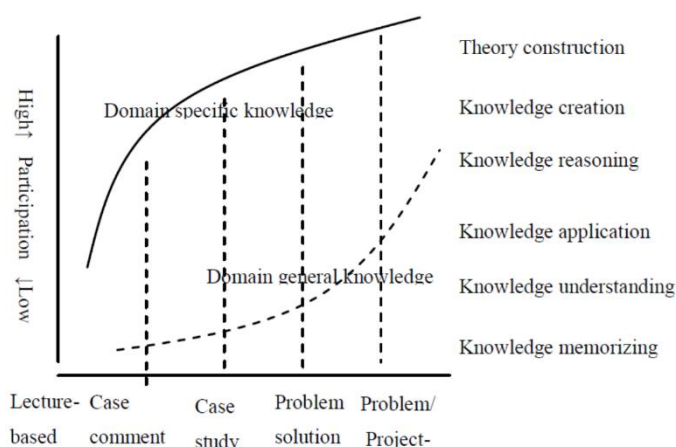 Theory construction
Domain specific knowledge
Knowledge creation
High↑ Participation ↓Low
Knowledge reasoning
Knowledge application
Domain general knowledge
Knowledge understanding
Knowledge memorizing
Lecture-
based
Case
comment
Case
study
Problem
solution
Problem/
Project-